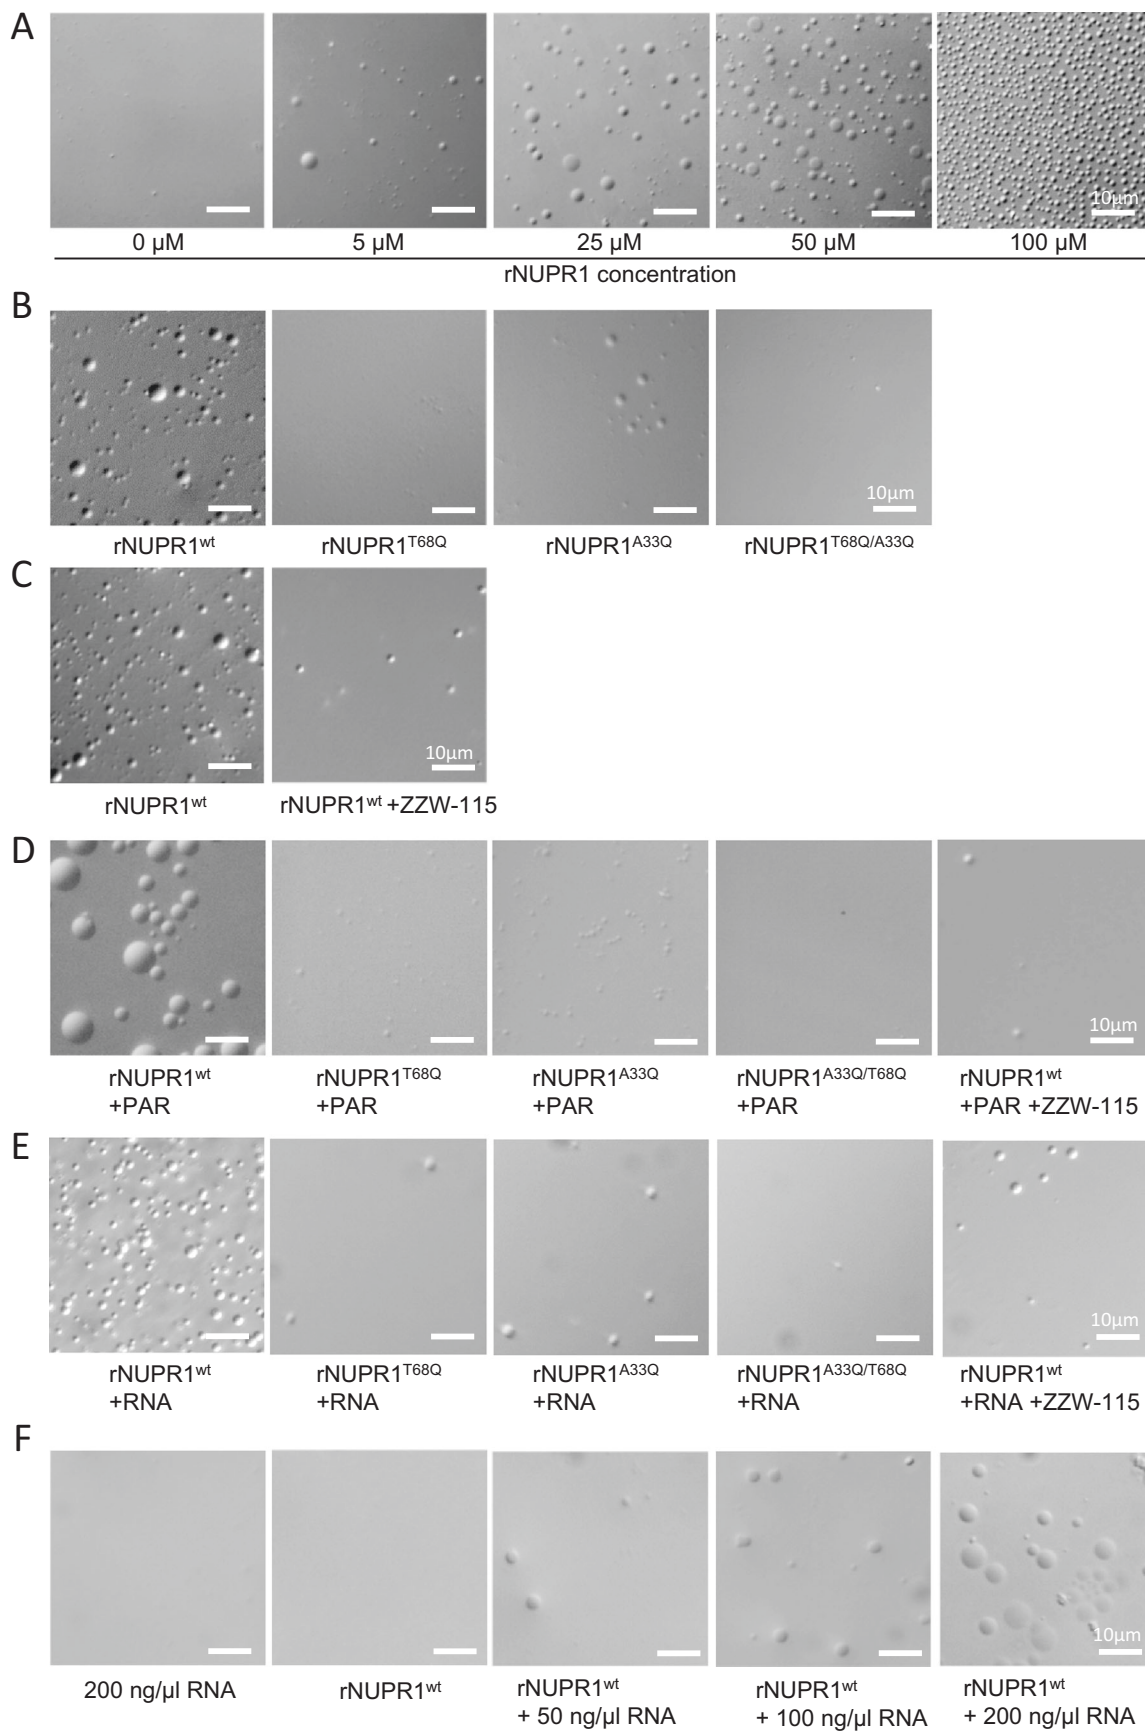 A
10µm
0 µM 5 µM 25 µM 50 µM 100 µM
rNUPR1 concentration
B
10µm
rNUPR1wt rNUPR1T68Q rNUPR1A33Q rNUPR1T68Q/A33Q
C
10µm
rNUPR1wt rNUPR1wt +ZZW-115
D
10µm
rNUPR1wt rNUPR1T68Q rNUPR1A33Q rNUPR1A33Q/T68Q rNUPR1wt
+PAR +PAR +PAR +PAR +PAR +ZZW-115
E
10µm
rNUPR1wt rNUPR1T68Q rNUPR1A33Q rNUPR1A33Q/T68Q rNUPR1wt
+RNA +RNA +RNA +RNA +RNA +ZZW-115
F
10µm
200 ng/µl RNA rNUPR1wt rNUPR1wt rNUPR1wt rNUPR1wt
+ 50 ng/µl RNA + 100 ng/µl RNA + 200 ng/µl RNA